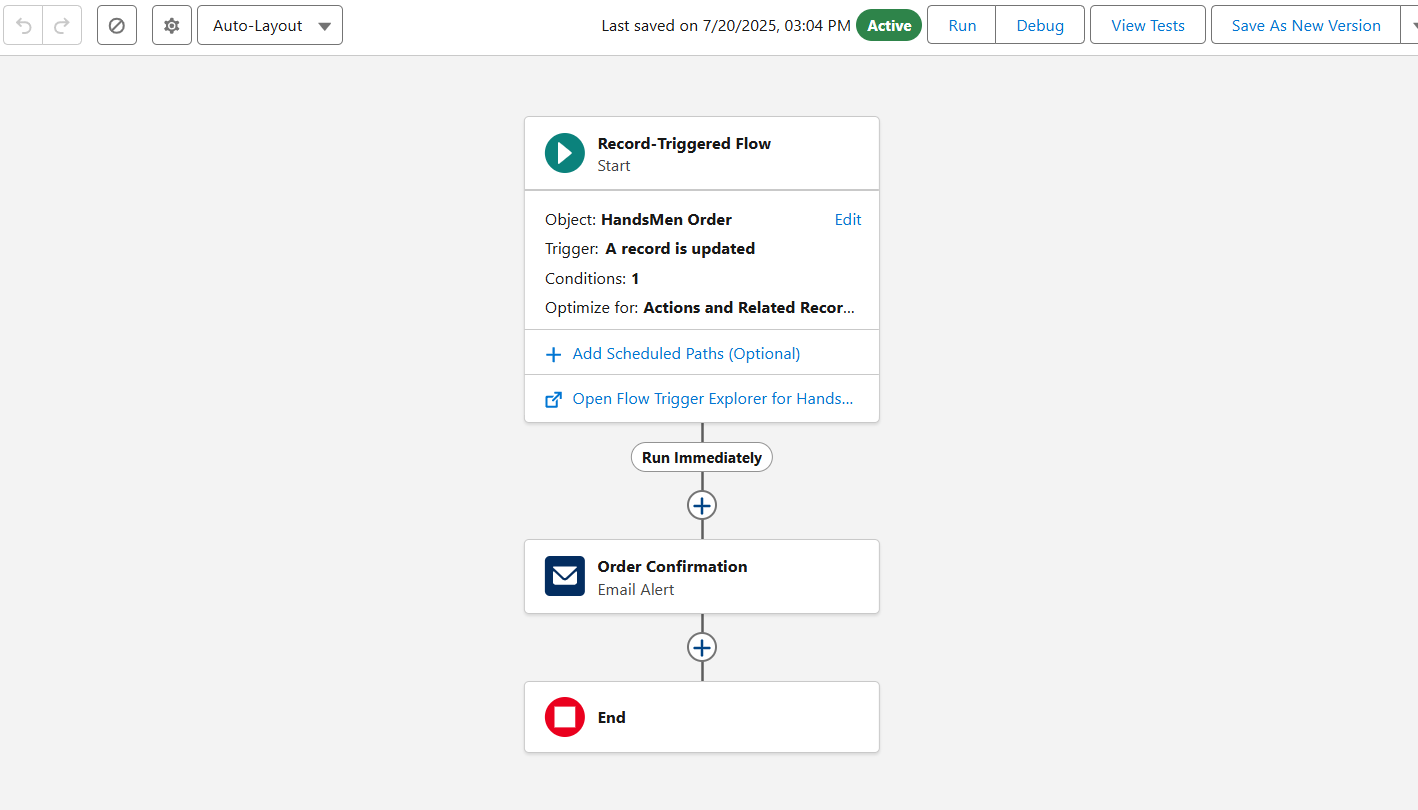 Auto-Layout
Last saved on 7/20/2025, 03:04 PM
Active
Run
Debug
View Tests
Save As New Version
Record-Triggered Flow
Start
Object: HandsMen Order
Edit
Trigger: A record is updated
Conditions: 1
Optimize for: Actions and Related Recor...
Add Scheduled Paths (Optional)
Open Flow Trigger Explorer for Hands...
Run Immediately
Order Confirmation
Email Alert
End